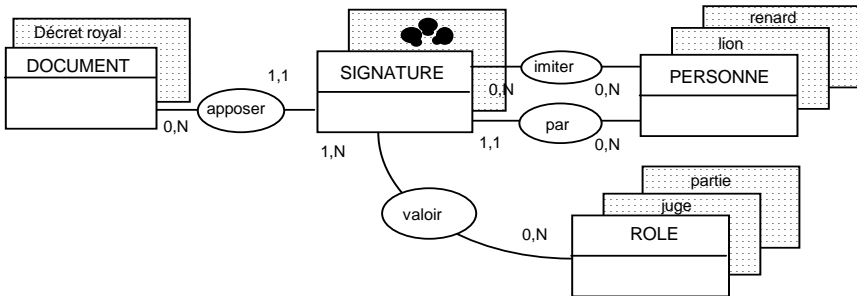 Décret royal
DOCUMENT
0,N
apposer
1,1
SIGNATURE
0,N
imiter
0,N
1,1
par
0,N
renard
lion
PERSONNE
1,N
valoir
0,N
partie
juge
ROLE